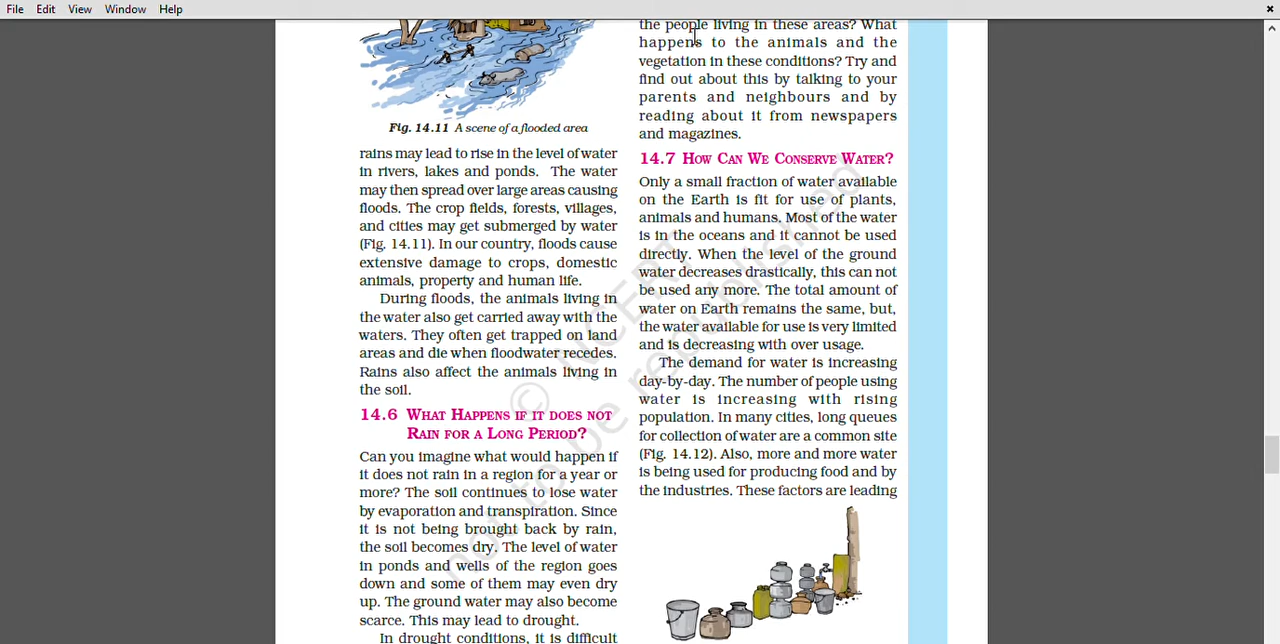 File Edit View Window Help
Fig. 14.11 A scene of a flooded area
rains may lead to rise in the level of water
in rivers, lakes and ponds. The water
may then spread over large areas causing
floods. The crop fields, forests, villages,
and cities may get submerged by water
(Fig. 14.11). In our country, floods cause
extensive damage to crops, domestic
animals, property and human life.
During floods, the animals living in
the water also get carried away with the
waters. They often get trapped on land
areas and die when floodwater recedes.
Rains also affect the animals living in
the soil.
14.6 WHAT HAPPENS IF IT DOES NOT
RAIN FOR A LONG PERIOD?
Can you imagine what would happen if
it does not rain in a region for a year or
more? The soil continues to lose water
by evaporation and transpiration. Since
it is not being brought back by rain,
the soil becomes dry. The level of water
in ponds and wells of the region goes
down and some of them may even dry
up. The ground water may also become
scarce. This may lead to drought.
In drought conditions, it is difficult
the people living in these areas? What
happens to the animals and the
vegetation in these conditions? Try and
find out about this by talking to your
parents and neighbours and by
reading about it from newspapers
and magazines.
14.7 HOW CAN WE CONSERVE WATER?
Only a small fraction of water available
on the Earth is fit for use of plants,
animals and humans. Most of the water
is in the oceans and it cannot be used
directly. When the level of the ground
water decreases drastically, this can not
be used any more. The total amount of
water on Earth remains the same, but,
the water available for use is very limited
and is decreasing with over usage.
The demand for water is increasing
day-by-day. The number of people using
water is increasing with rising
population. In many cities, long queues
for collection of water are a common site
(Fig. 14.12). Also, more and more water
is being used for producing food and by
the industries. These factors are leading
© NCERT
not to be republished